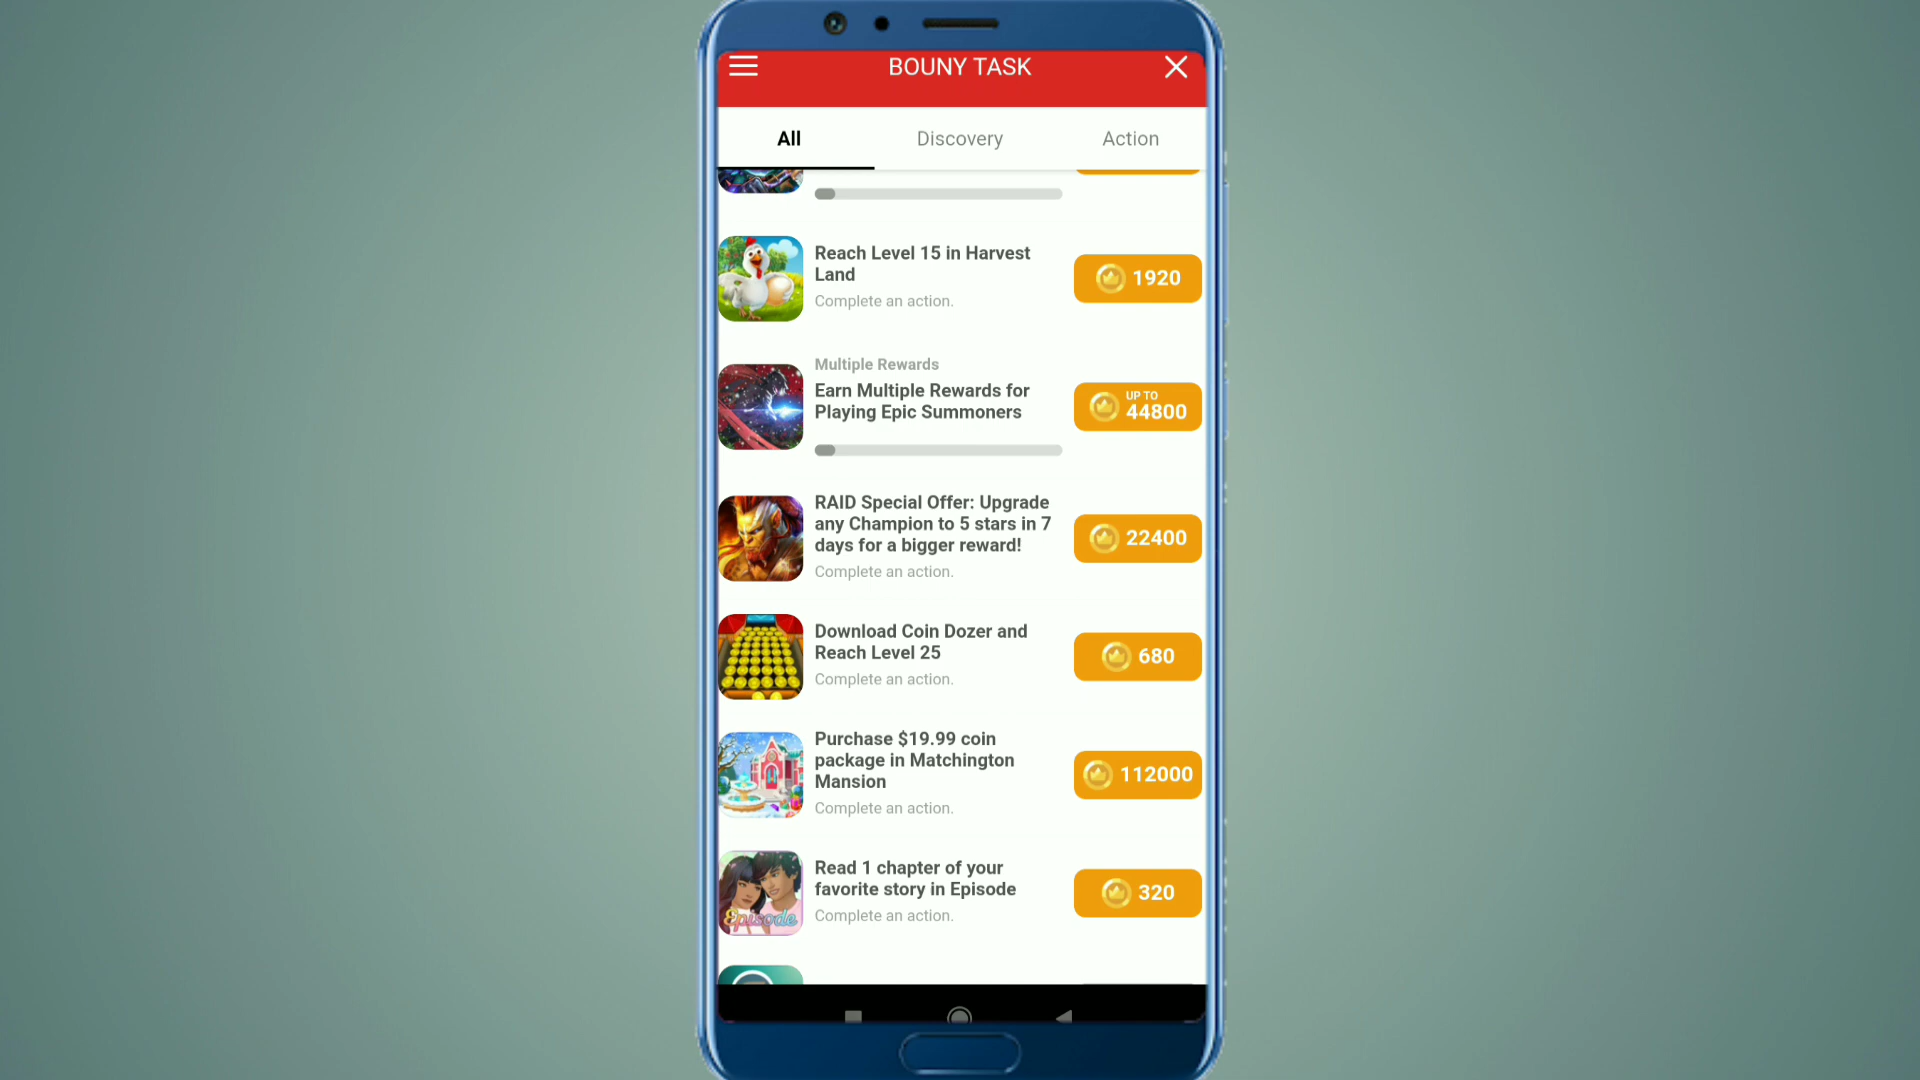 BOUNY TASK
All
Discovery
Action
Reach Level 15 in Harvest
Land
Complete an action.
1920
Multiple Rewards
Earn Multiple Rewards for
Playing Epic Summoners
UP TO
44800
RAID Special Offer: Upgrade
any Champion to 5 stars in 7
days for a bigger reward!
Complete an action.
22400
Download Coin Dozer and
Reach Level 25
Complete an action.
680
Purchase $19.99 coin
package in Matchington
Mansion
Complete an action.
112000
Episode
Read 1 chapter of your
favorite story in Episode
Complete an action.
320